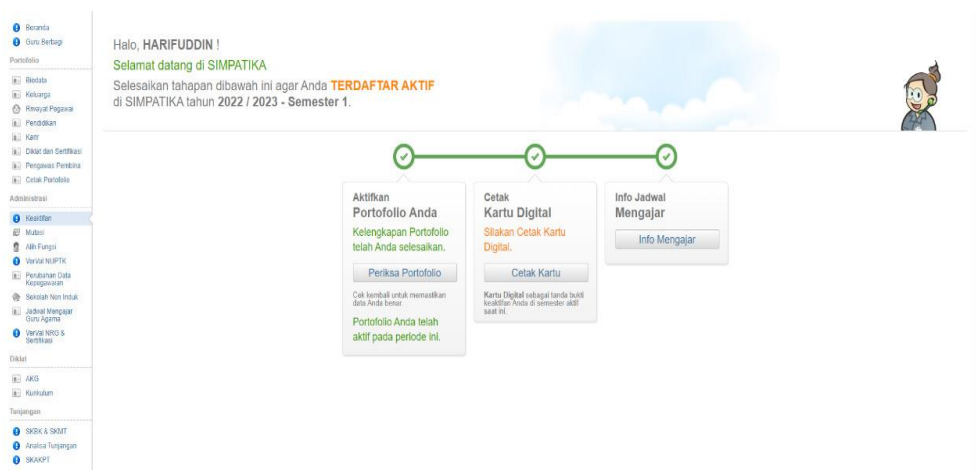 Beranda
Guru Berbagi
Portofolio
Biodata
Keluarga
Riwayat Pegawai
Pendidikan
Karir
Diklat dan Sertifikasi
Pengawas Pembina
Cetak Portofolio
Administrasi
Keaktifan
Mutasi
Alih Fungsi
VerVal NUPTK
Perubahan Data
Kepegawaian
Sekolah Non Induk
Jadwal Mengajar
Guru Agama
VerVal NRG &
Sertifikasi
Diklat
AKG
Kurikulum
Tunjangan
SKBK & SKMT
Analisa Tunjangan
SKAKPT
Halo, HARIFUDDIN !
Selamat datang di SIMPATIKA
Selesaikan tahapan dibawah ini agar Anda TERDAFTAR AKTIF
di SIMPATIKA tahun 2022 / 2023 - Semester 1.
Aktifkan
Portofolio Anda
Kelengkapan Portofolio
telah Anda selesaikan.
Periksa Portofolio
Cek kembali untuk memastikan
data Anda benar.
Portofolio Anda telah
aktif pada periode ini.
Cetak
Kartu Digital
Silakan Cetak Kartu
Digital.
Cetak Kartu
Kartu Digital sebagai tanda bukti
keaktifan Anda di semester aktif
saat ini.
Info Jadwal
Mengajar
Info Mengajar